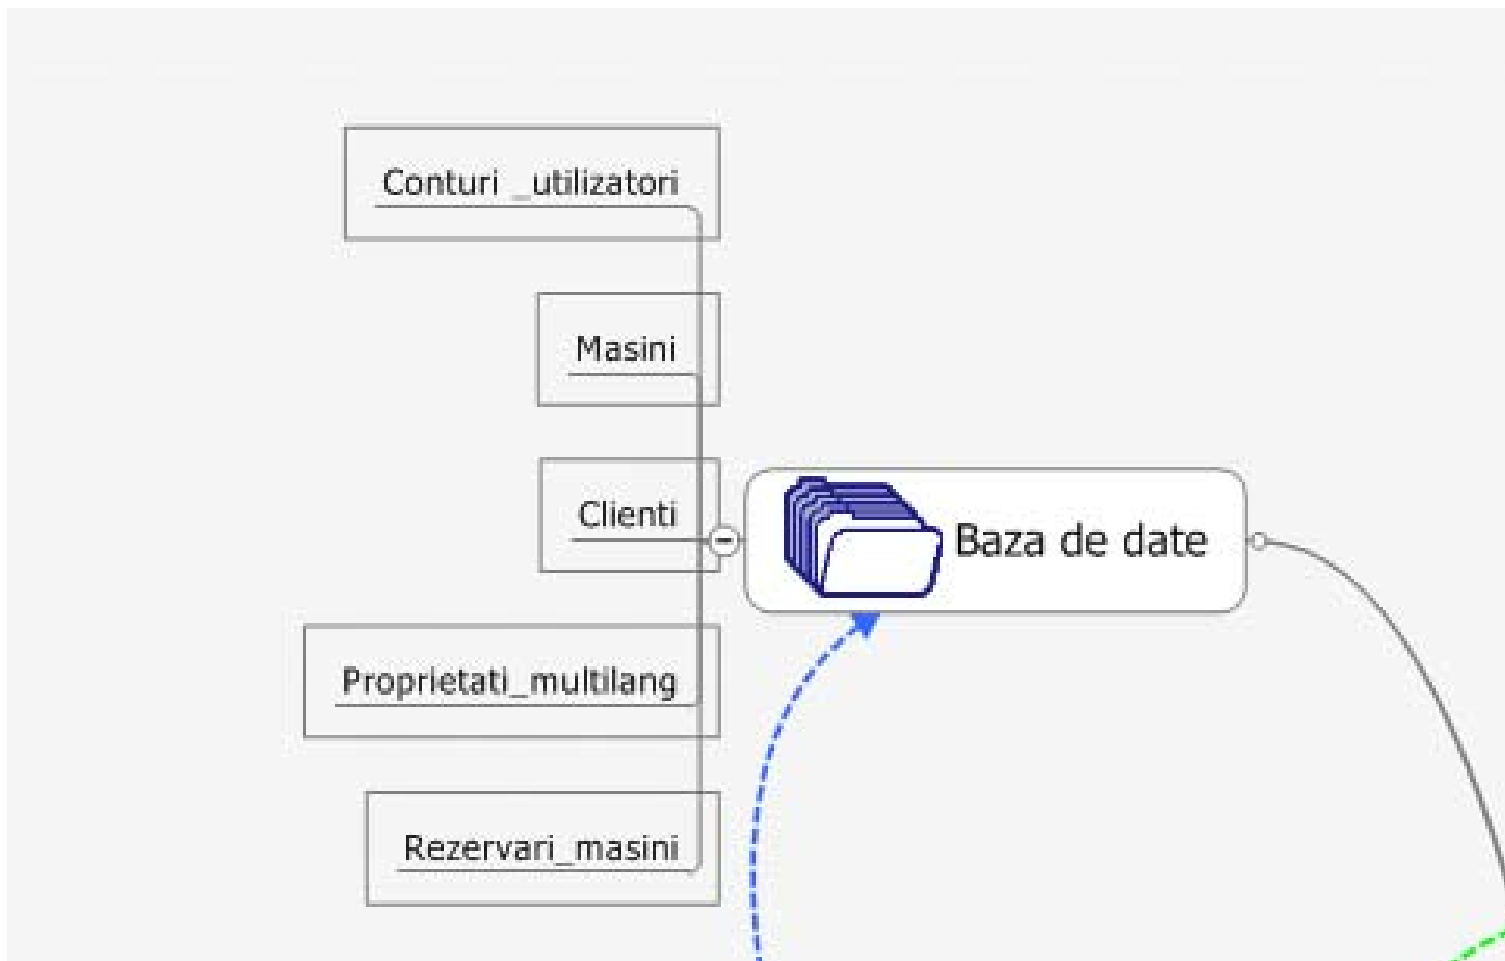 Conturi _utilizatori
Masini
Clienti
Baza de date
Proprietati_multilang
Rezervari_masini